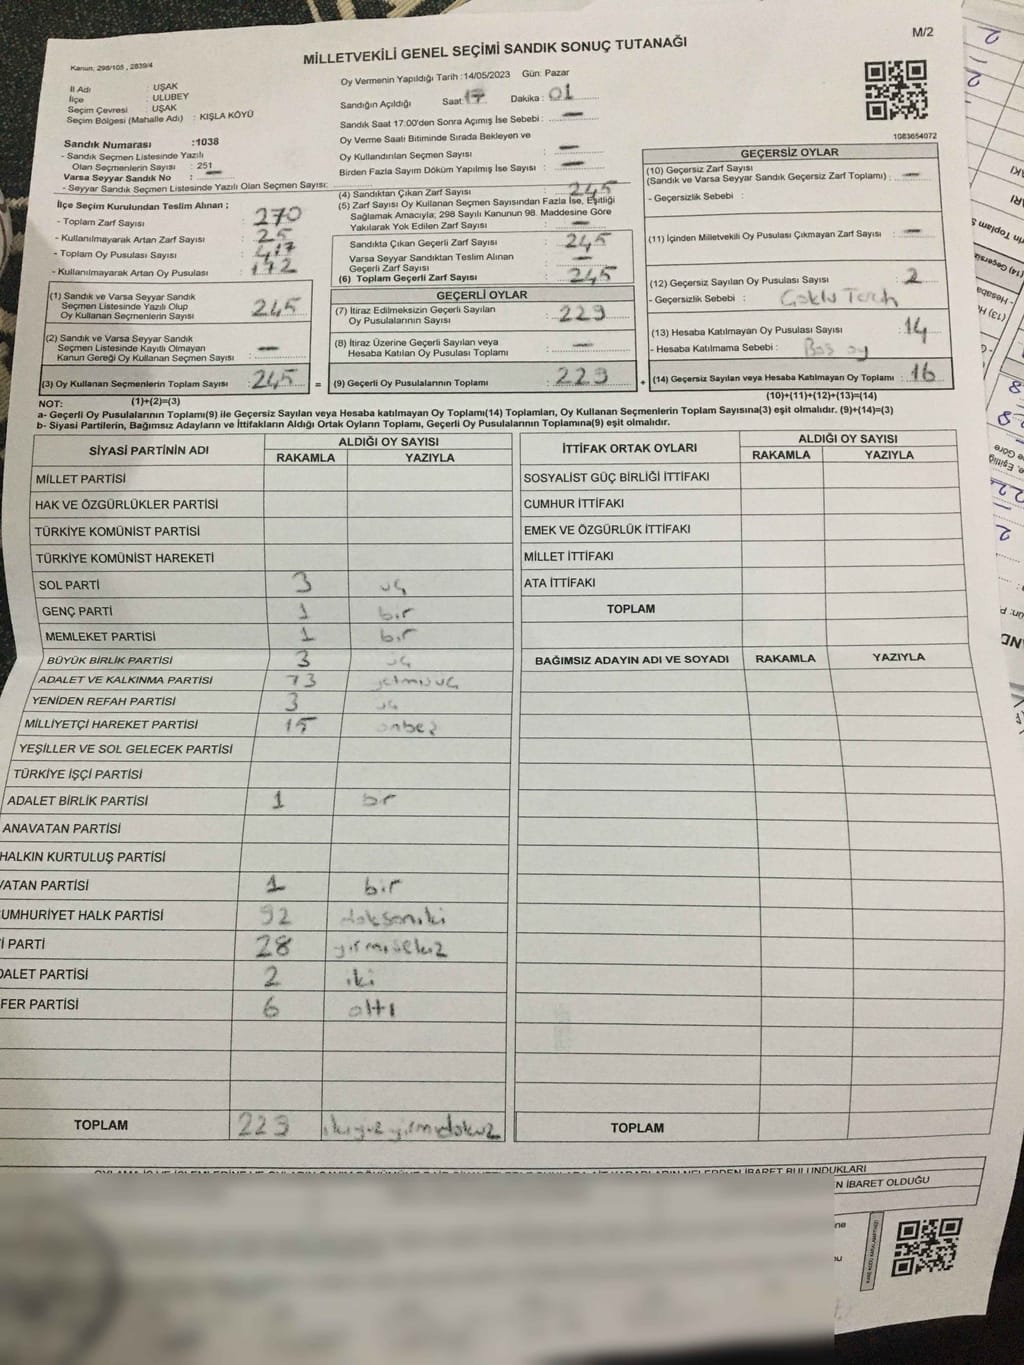 M/2
MİLLETVEKİLİ GENEL SEÇİMİ SANDIK SONUÇ TUTANAĞI
Kanun, 298/105 , 2839/4
İl Adı : UŞAK
İlçe : ULUBEY
Seçim Çevresi : UŞAK
Seçim Bölgesi (Mahalle Adı) : KIŞLA KÖYÜ
Sandık Numarası :1038
- Sandık Seçmen Listesinde Yazılı
Olan Seçmenlerin Sayısı : 251
Varsa Seyyar Sandık No : —
- Seyyar Sandık Seçmen Listesinde Yazılı Olan Seçmen Sayısı:
İlçe Seçim Kurulundan Teslim Alınan ;
- Toplam Zarf Sayısı : 270
- Kullanılmayarak Artan Zarf Sayısı : 25
- Toplam Oy Pusulası Sayısı : 417
- Kullanılmayarak Artan Oy Pusulası : 172
(1) Sandık ve Varsa Seyyar Sandık
Seçmen Listesinde Yazılı Olup
Oy Kullanan Seçmenlerin Sayısı : 245
(2) Sandık ve Varsa Seyyar Sandık
Seçmen Listesinde Kayıtlı Olmayan
Kanun Gereği Oy Kullanan Seçmen Sayısı : —
(3) Oy Kullanan Seçmenlerin Toplam Sayısı : 245
(1)+(2)=(3)
Oy Vermenin Yapıldığı Tarih :14/05/2023 Gün: Pazar
Sandığın Açıldığı Saat: 17 Dakika : 01
Sandık Saat 17:00'den Sonra Açımış İse Sebebi : —
Oy Verme Saati Bitiminde Sırada Bekleyen ve
Oy Kullandırılan Seçmen Sayısı : —
Birden Fazla Sayım Döküm Yapılmış İse Sayısı : —
(4) Sandıktan Çıkan Zarf Sayısı : 245
(5) Zarf Sayısı Oy Kullanan Seçmen Sayısından Fazla İse, Eşitliği
Sağlamak Amacıyla; 298 Sayılı Kanunun 98. Maddesine Göre
Yakılarak Yok Edilen Zarf Sayısı : —
Sandıkta Çıkan Geçerli Zarf Sayısı : 245
Varsa Seyyar Sandıktan Teslim Alınan
Geçerli Zarf Sayısı : —
(6) Toplam Geçerli Zarf Sayısı : 245
GEÇERLİ OYLAR
(7) İtiraz Edilmeksizin Geçerli Sayılan
Oy Pusulalarının Sayısı : 229
(8) İtiraz Üzerine Geçerli Sayılan veya
Hesaba Katılan Oy Pusulası Toplamı : —
= (9) Geçerli Oy Pusulalarının Toplamı : 229 +
1083654072
GEÇERSİZ OYLAR
(10) Geçersiz Zarf Sayısı
(Sandık ve Varsa Seyyar Sandık Geçersiz Zarf Toplamı) : —
- Geçersizlik Sebebi :
(11) İçinden Milletvekili Oy Pusulası Çıkmayan Zarf Sayısı : —
(12) Geçersiz Sayılan Oy Pusulası Sayısı : 2
- Geçersizlik Sebebi : Çoklu Tercih
(13) Hesaba Katılmayan Oy Pusulası Sayısı : 14
- Hesaba Katılmama Sebebi : Boş oy
(14) Geçersiz Sayılan veya Hesaba Katılmayan Oy Toplamı : 16
(10)+(11)+(12)+(13)=(14)
NOT:
a- Geçerli Oy Pusulalarının Toplamı(9) ile Geçersiz Sayılan veya Hesaba katılmayan Oy Toplamı(14) Toplamları, Oy Kullanan Seçmenlerin Toplam Sayısına(3) eşit olmalıdır. (9)+(14)=(3)
b- Siyasi Partilerin, Bağımsız Adayların ve İttifakların Aldığı Ortak Oyların Toplamı, Geçerli Oy Pusulalarının Toplamına(9) eşit olmalıdır.
SİYASİ PARTİNİN ADI ALDIĞI OY SAYISI
RAKAMLA YAZIYLA
MİLLET PARTİSİ
HAK VE ÖZGÜRLÜKLER PARTİSİ
TÜRKİYE KOMÜNİST PARTİSİ
TÜRKİYE KOMÜNİST HAREKETİ
SOL PARTİ 3 üç
GENÇ PARTİ 1 bir
MEMLEKET PARTİSİ 1 bir
BÜYÜK BİRLİK PARTİSİ 3 üç
ADALET VE KALKINMA PARTİSİ 73 yetmişüç
YENİDEN REFAH PARTİSİ 3 üç
MİLLİYETÇİ HAREKET PARTİSİ 15 onbeş
YEŞİLLER VE SOL GELECEK PARTİSİ
TÜRKİYE İŞÇİ PARTİSİ
ADALET BİRLİK PARTİSİ 1 bir
ANAVATAN PARTİSİ
HALKIN KURTULUŞ PARTİSİ
VATAN PARTİSİ 1 bir
UMHURİYET HALK PARTİSİ 92 doksaniki
İ PARTİ 28 yirmisekiz
DALET PARTİSİ 2 iki
FER PARTİSİ 6 altı
TOPLAM 229 ikiyüzyirmidokuz
İTTİFAK ORTAK OYLARI ALDIĞI OY SAYISI
RAKAMLA YAZIYLA
SOSYALİST GÜÇ BİRLİĞİ İTTİFAKI
CUMHUR İTTİFAKI
EMEK VE ÖZGÜRLÜK İTTİFAKI
MİLLET İTTİFAKI
ATA İTTİFAKI
TOPLAM
BAĞIMSIZ ADAYIN ADI VE SOYADI RAKAMLA YAZIYLA
TOPLAM
NELERDEN İBARET BULUNDUKLARI
N İBARET OLDUĞU